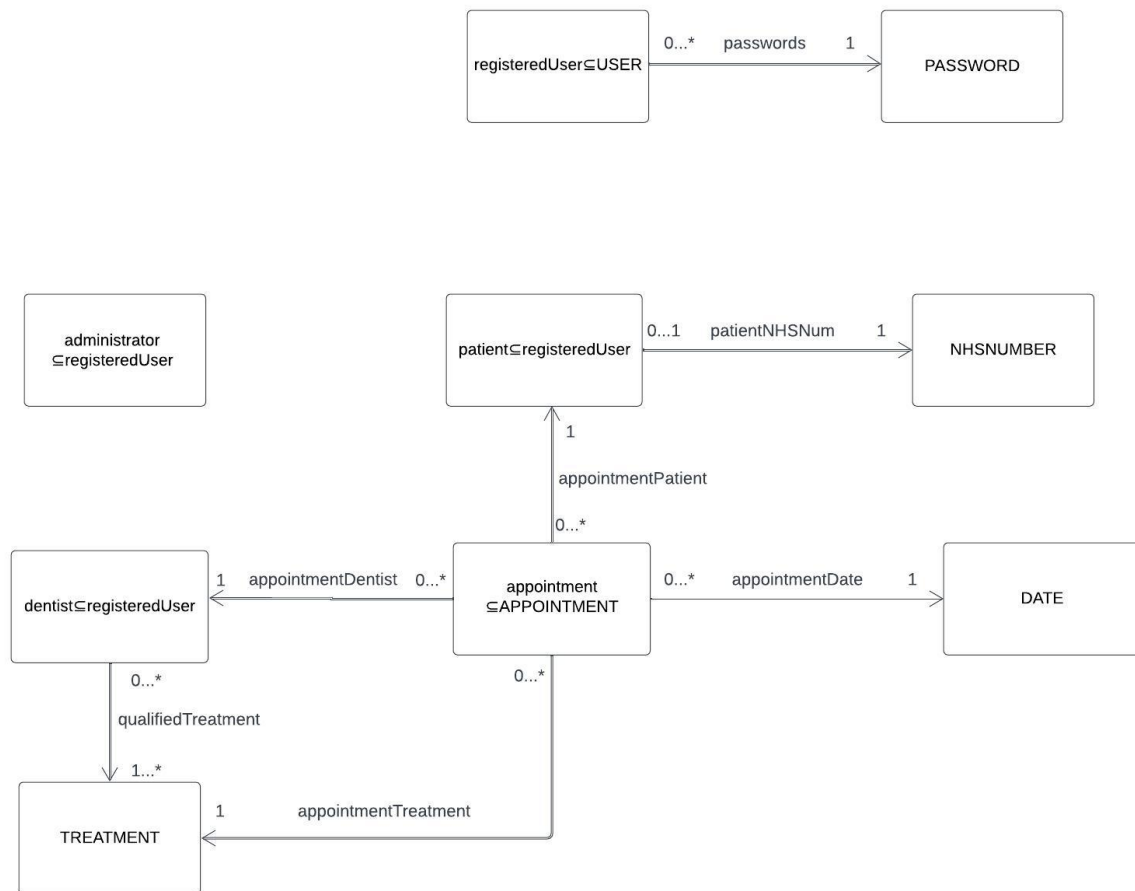 0...* passwords 1
registeredUser⊆USER
PASSWORD
administrator
⊆registeredUser
patient⊆registeredUser
0...1 patientNHSNum 1
NHSNUMBER
1
appointmentPatient
0...*
1 appointmentDentist 0...*
dentist⊆registeredUser
appointment
⊆APPOINTMENT
0...* appointmentDate 1
DATE
0...*
0...*
qualifiedTreatment
1...*
1 appointmentTreatment
TREATMENT